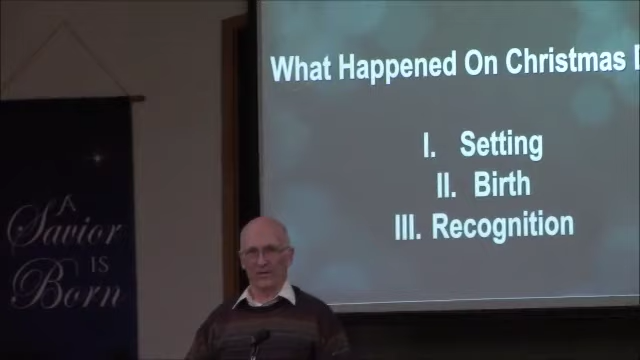 What Happened On Christmas
I. Setting
II. Birth
III. Recognition
A
Savior
IS
Born